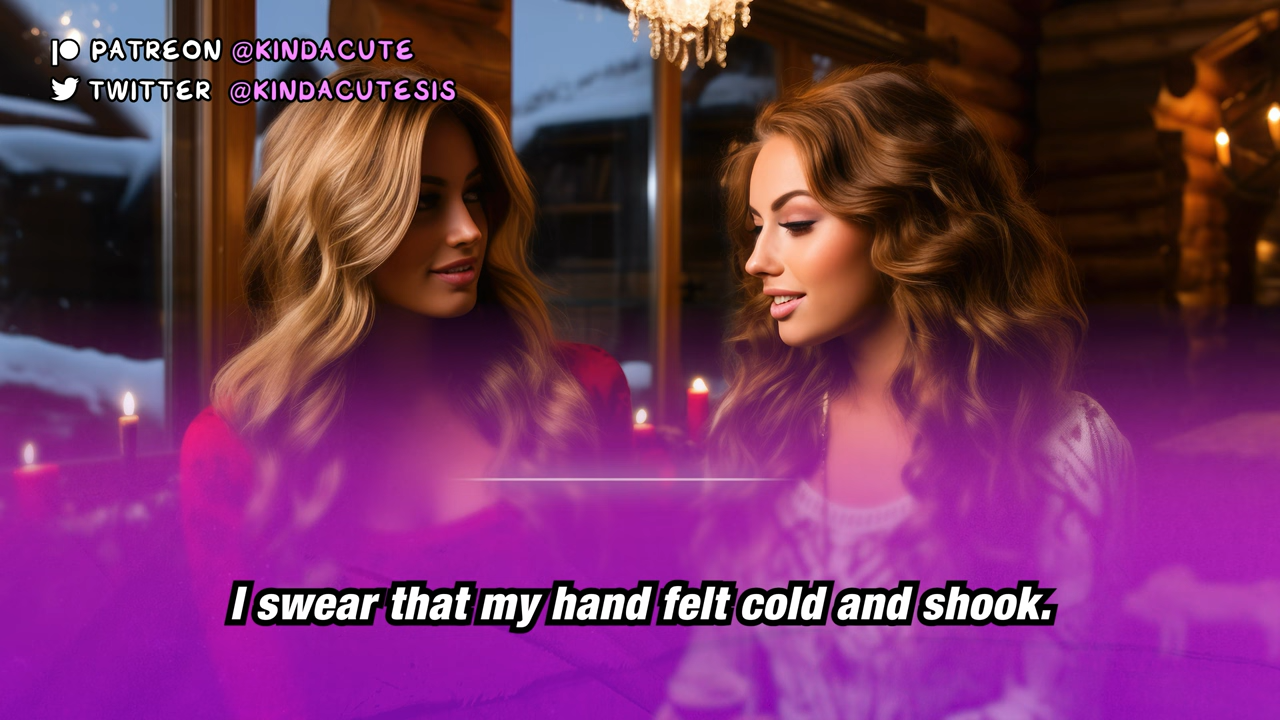 PATREON @KINDACUTE
TWITTER @KINDACUTESIS
I swear that my hand felt cold and shook.